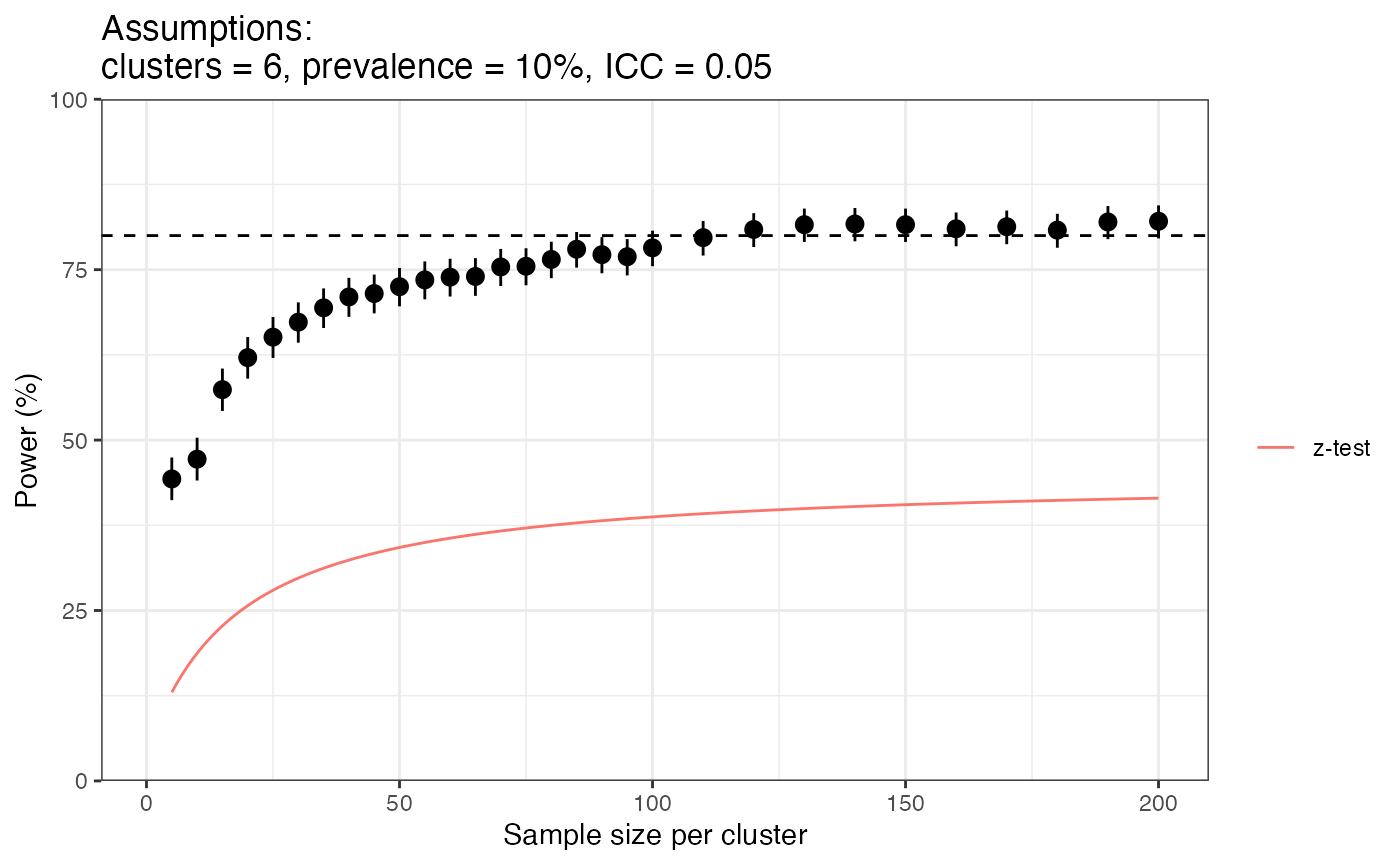 Assumptions:
clusters = 6, prevalence = 10%, ICC = 0.05
100
75
50
25
0
Power (%)
0 50 100 150 200
Sample size per cluster
z-test